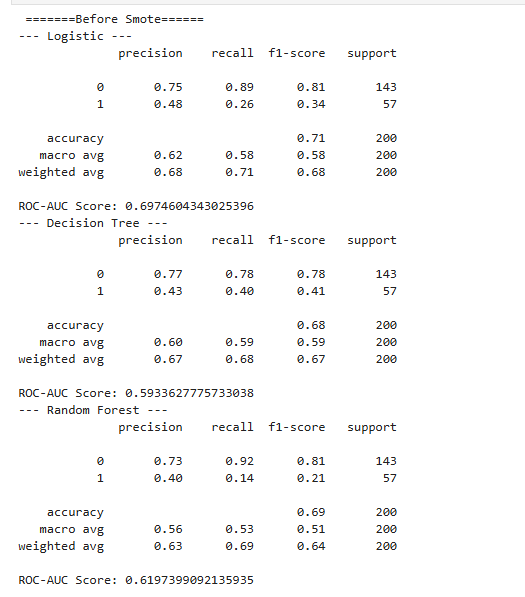 =======Before Smote======
--- Logistic ---
precision recall f1-score support
0 0.75 0.89 0.81 143
1 0.48 0.26 0.34 57
accuracy 0.71 200
macro avg 0.62 0.58 0.58 200
weighted avg 0.68 0.71 0.68 200
ROC-AUC Score: 0.6974604343025396
--- Decision Tree ---
precision recall f1-score support
0 0.77 0.78 0.78 143
1 0.43 0.40 0.41 57
accuracy 0.68 200
macro avg 0.60 0.59 0.59 200
weighted avg 0.67 0.68 0.67 200
ROC-AUC Score: 0.5933627775733038
--- Random Forest ---
precision recall f1-score support
0 0.73 0.92 0.81 143
1 0.40 0.14 0.21 57
accuracy 0.69 200
macro avg 0.56 0.53 0.51 200
weighted avg 0.63 0.69 0.64 200
ROC-AUC Score: 0.6197399092135935